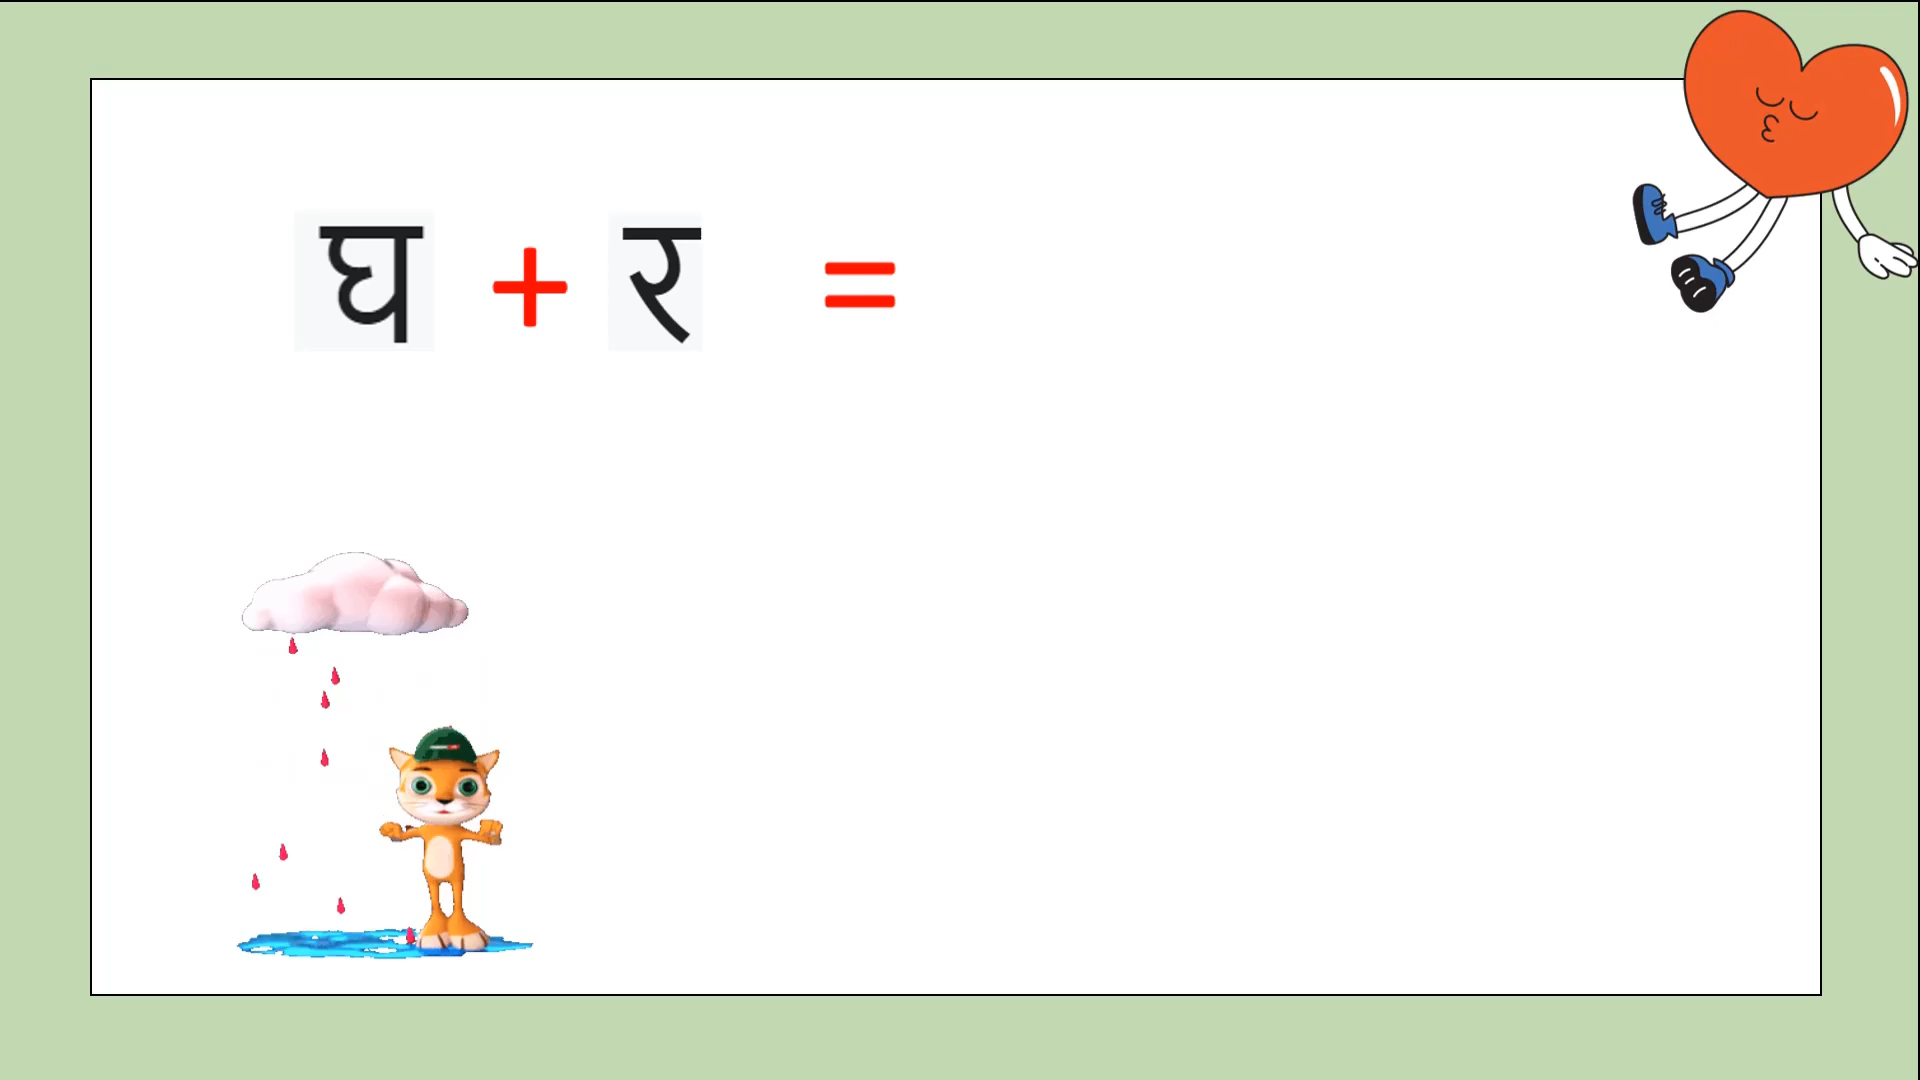 घ + र =